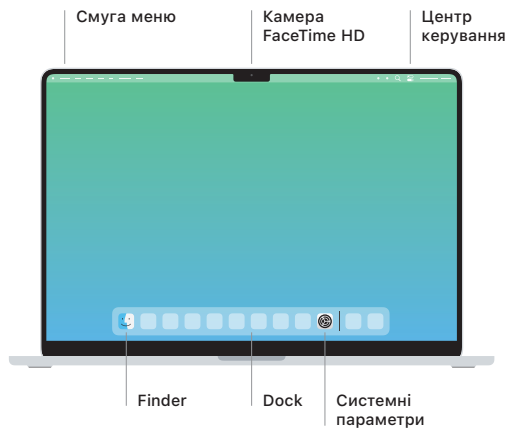 Смуга меню
Камера
FaceTime HD
Центр
керування
Finder
Dock
Системні
параметри